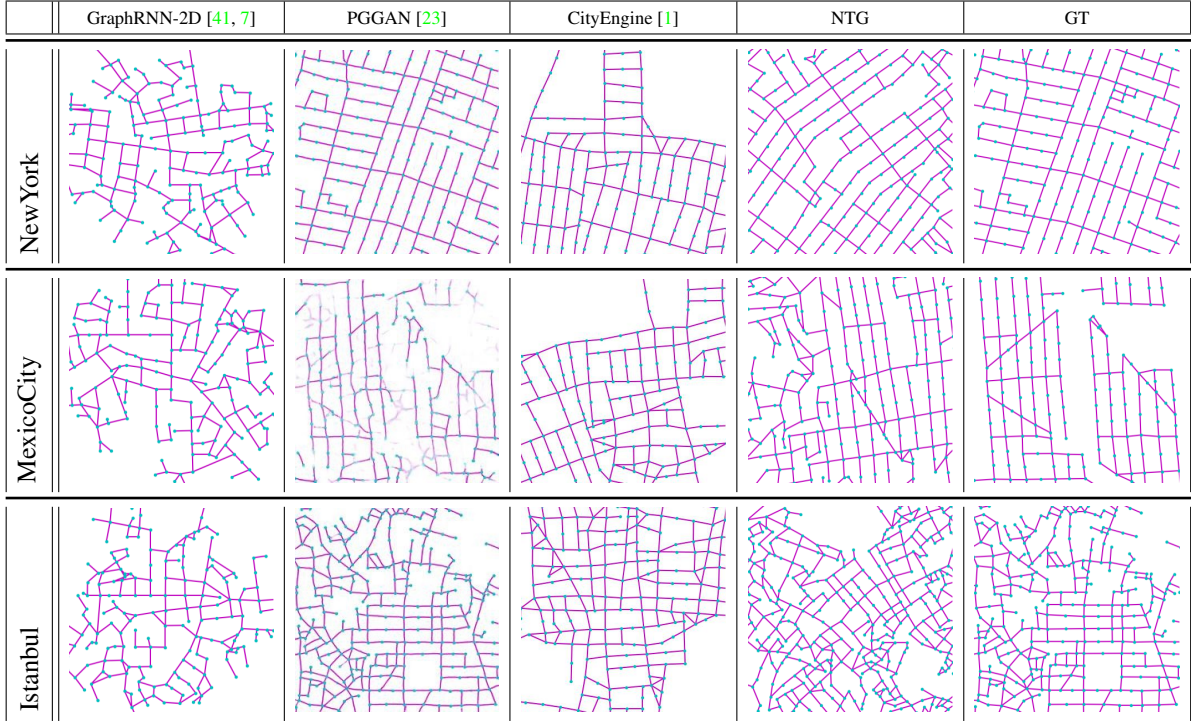 GraphRNN-2D [41, 7] PGGAN [23] CityEngine [1] NTG GT
NewYork
MexicoCity
Istanbul